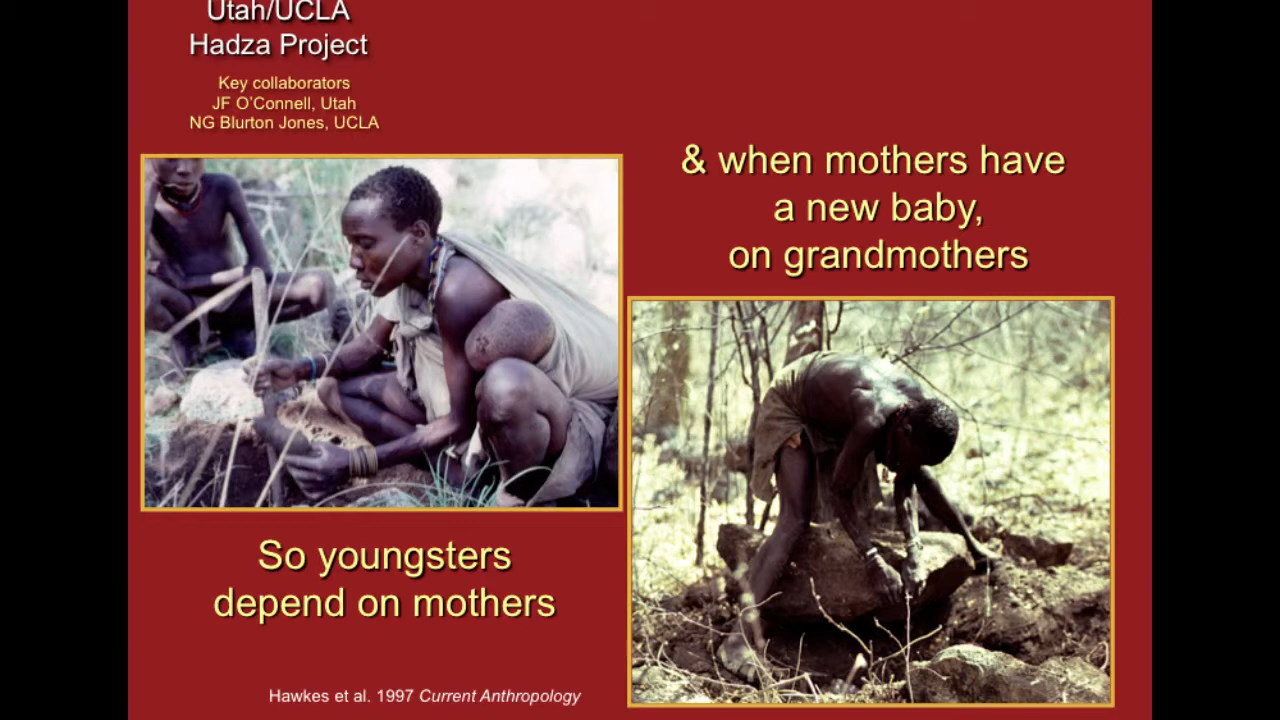 Utah/UCLA
Hadza Project
Key collaborators
JF O'Connell, Utah
NG Blurton Jones, UCLA
& when mothers have
a new baby,
on grandmothers
So youngsters
depend on mothers
Hawkes et al. 1997 Current Anthropology